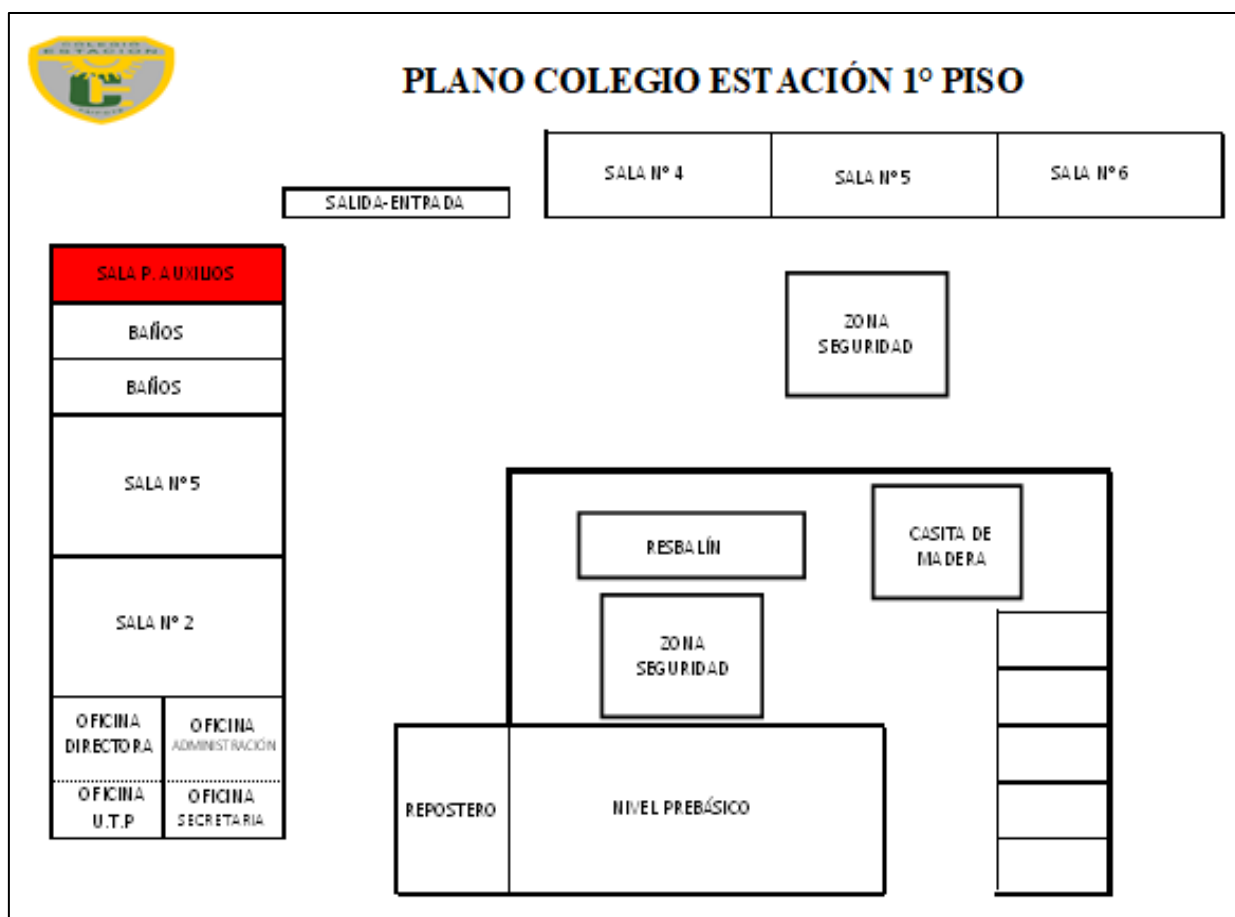 COLEGIO
ESTACION
PLANO COLEGIO ESTACIÓN 1° PISO
SALA N° 4
SALA N° 5
SALA N° 6
SALIDA-ENTRADA
SALA P. AUXILIOS
BAÑOS
BAÑOS
SALA N° 5
SALA N° 2
OFICINA
DIRECTORA
OFICINA
ADMINISTRACIÓN
OFICINA
U.T.P
OFICINA
SECRETARIA
ZONA
SEGURIDAD
RESBALÍN
CASITA DE
MADERA
ZONA
SEGURIDAD
REPOSTERO
NIVEL PREBÁSICO